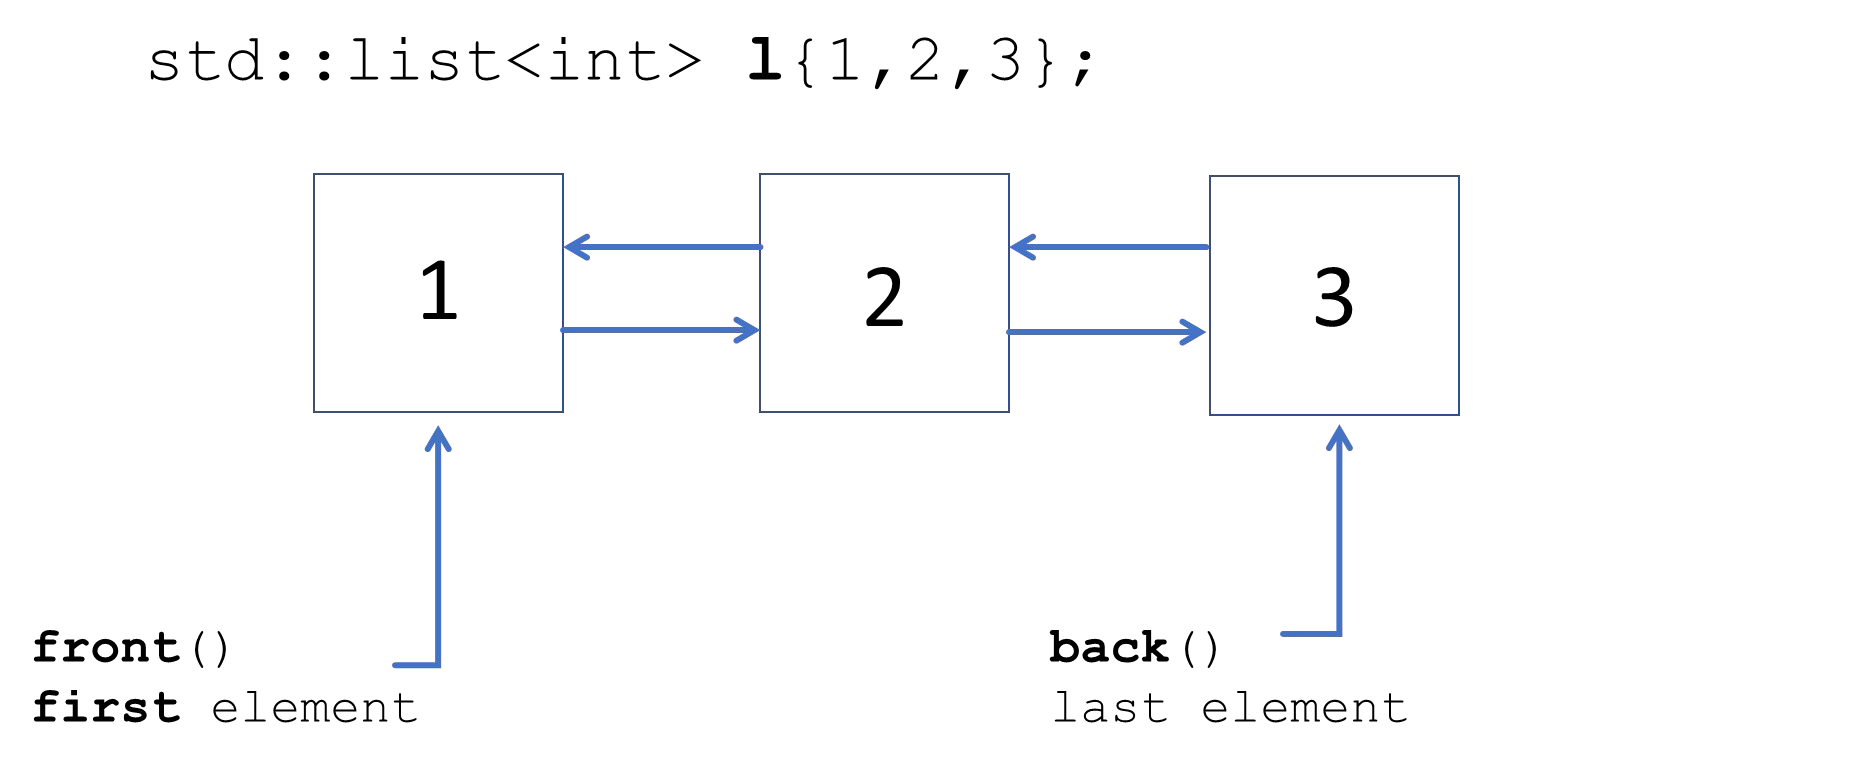 std::list<int> l{1,2,3};
1
2
3
front()
first element
back()
last element